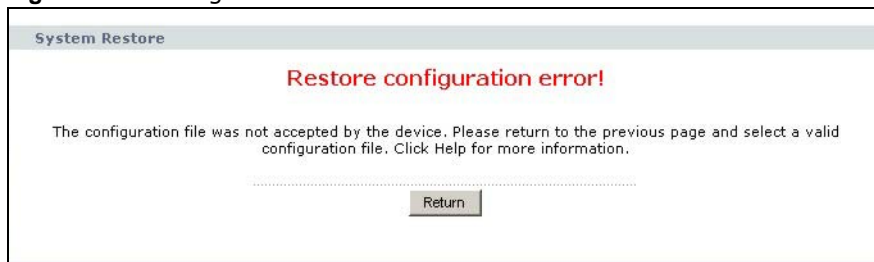 System Restore
Restore configuration error!
The configuration file was not accepted by the device. Please return to the previous page and select a valid
configuration file. Click Help for more information.
Return